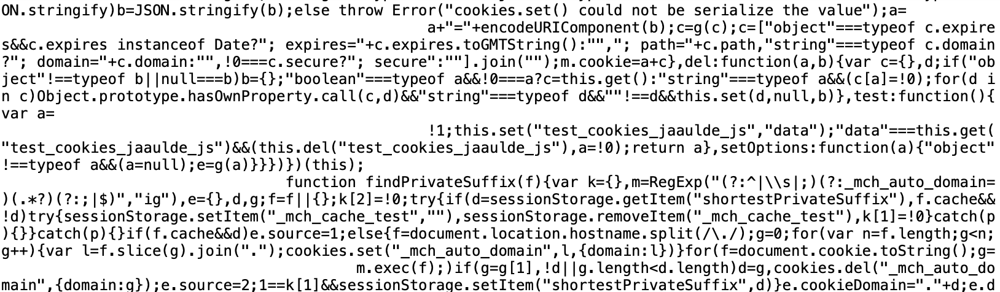 ON.stringify)b=JSON.stringify(b);else throw Error("cookies.set() could not be serialize the value");a=
a+"="+encodeURIComponent(b);c=g(c);c=["object"===typeof c.expire
s&&c.expires instanceof Date?"; expires="+c.expires.toGMTString():"","; path="+c.path,"string"===typeof c.domain
?"; domain="+c.domain:"",!0===c.secure?"; secure":""].join("");m.cookie=a+c},del:function(a,b){var c={},d;if("ob
ject"!==typeof b||null===b)b={};"boolean"===typeof a&&!0===a?c=this.get():"string"===typeof a&&(c[a]=!0);for(d i
n c)Object.prototype.hasOwnProperty.call(c,d)&&"string"===typeof d&&""!==d&&this.set(d,null,b)},test:function(){
var a=
!1;this.set("test_cookies_jaaulde_js","data");"data"===this.get(
"test_cookies_jaaulde_js")&&(this.del("test_cookies_jaaulde_js"),a=!0);return a},setOptions:function(a){"object"
!==typeof a&&(a=null);e=g(a)}}})})(this);
function findPrivateSuffix(f){var k={},m=RegExp("(?:^|\\s|;)(?:_mch_auto_domain=
)(.*?)(?:;|$)","ig"),e={},d,g;f=f||{};k[2]=!0;try{if(d=sessionStorage.getItem("shortestPrivateSuffix"),f.cache&&
!d)try{sessionStorage.setItem("_mch_cache_test",""),sessionStorage.removeItem("_mch_cache_test"),k[1]=!0}catch(p
){}}catch(p){}if(f.cache&&d)e.source=1;else{f=document.location.hostname.split(/\./);g=0;for(var n=f.length;g<n;
g++){var l=f.slice(g).join(".");cookies.set("_mch_auto_domain",l,{domain:l})}for(f=document.cookie.toString();g=
m.exec(f);)if(g=g[1],!d||g.length<d.length)d=g,cookies.del("_mch_auto_do
main",{domain:g});e.source=2;1==k[1]&&sessionStorage.setItem("shortestPrivateSuffix",d)}e.cookieDomain="."+d;e.d